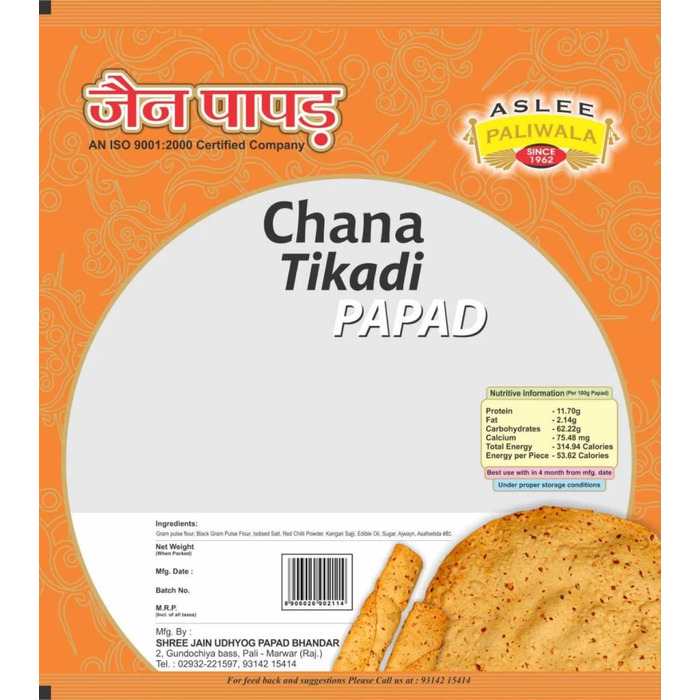 जैन पापड़
AN ISO 9001:2000 Certified Company
ASLEE
PALIWALA
SINCE
1962
Chana
Tikadi
PAPAD
Nutritive Information (Per 100g Papad)
Protein - 11.70g
Fat - 2.14g
Carbohydrates - 62.22g
Calcium - 75.48 mg
Total Energy - 314.94 Calories
Energy per Piece - 53.62 Calories
Best use with in 4 month from mfg. date
Under proper storage conditions
Ingredients:
Gram pulse flour, Black Gram Pulse Flour, Iodised Salt, Red Chilli Powder, Kangan Sajji, Edible Oil, Sugar, Ajwayn, Asafoetida etc.
Net Weight
(When Packed)
Mfg. Date :
Batch No.
M.R.P.
(Incl. of all taxes)
8906020902114
Mfg. By :
SHREE JAIN UDHYOG PAPAD BHANDAR
2, Gundochiya bass, Pali - Marwar (Raj.)
Tel. : 02932-221597, 93142 15414
For feed back and suggestions Please Call us at : 93142 15414